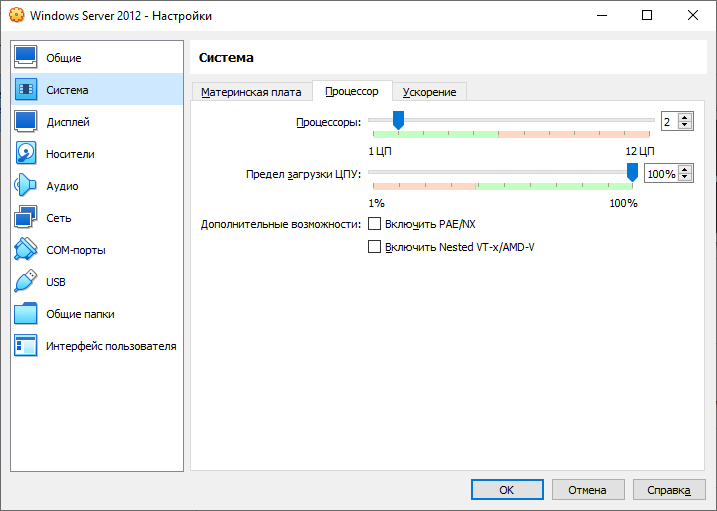 Windows Server 2012 - Настройки
Общие
Система
Дисплей
Носители
Аудио
Сеть
COM-порты
USB
Общие папки
Интерфейс пользователя
Система
Материнская плата
Процессор
Ускорение
Процессоры:
2
1 ЦП
12 ЦП
Предел загрузки ЦПУ:
100%
1%
100%
Дополнительные возможности:
Включить PAE/NX
Включить Nested VT-x/AMD-V
OK
Отмена
Справка